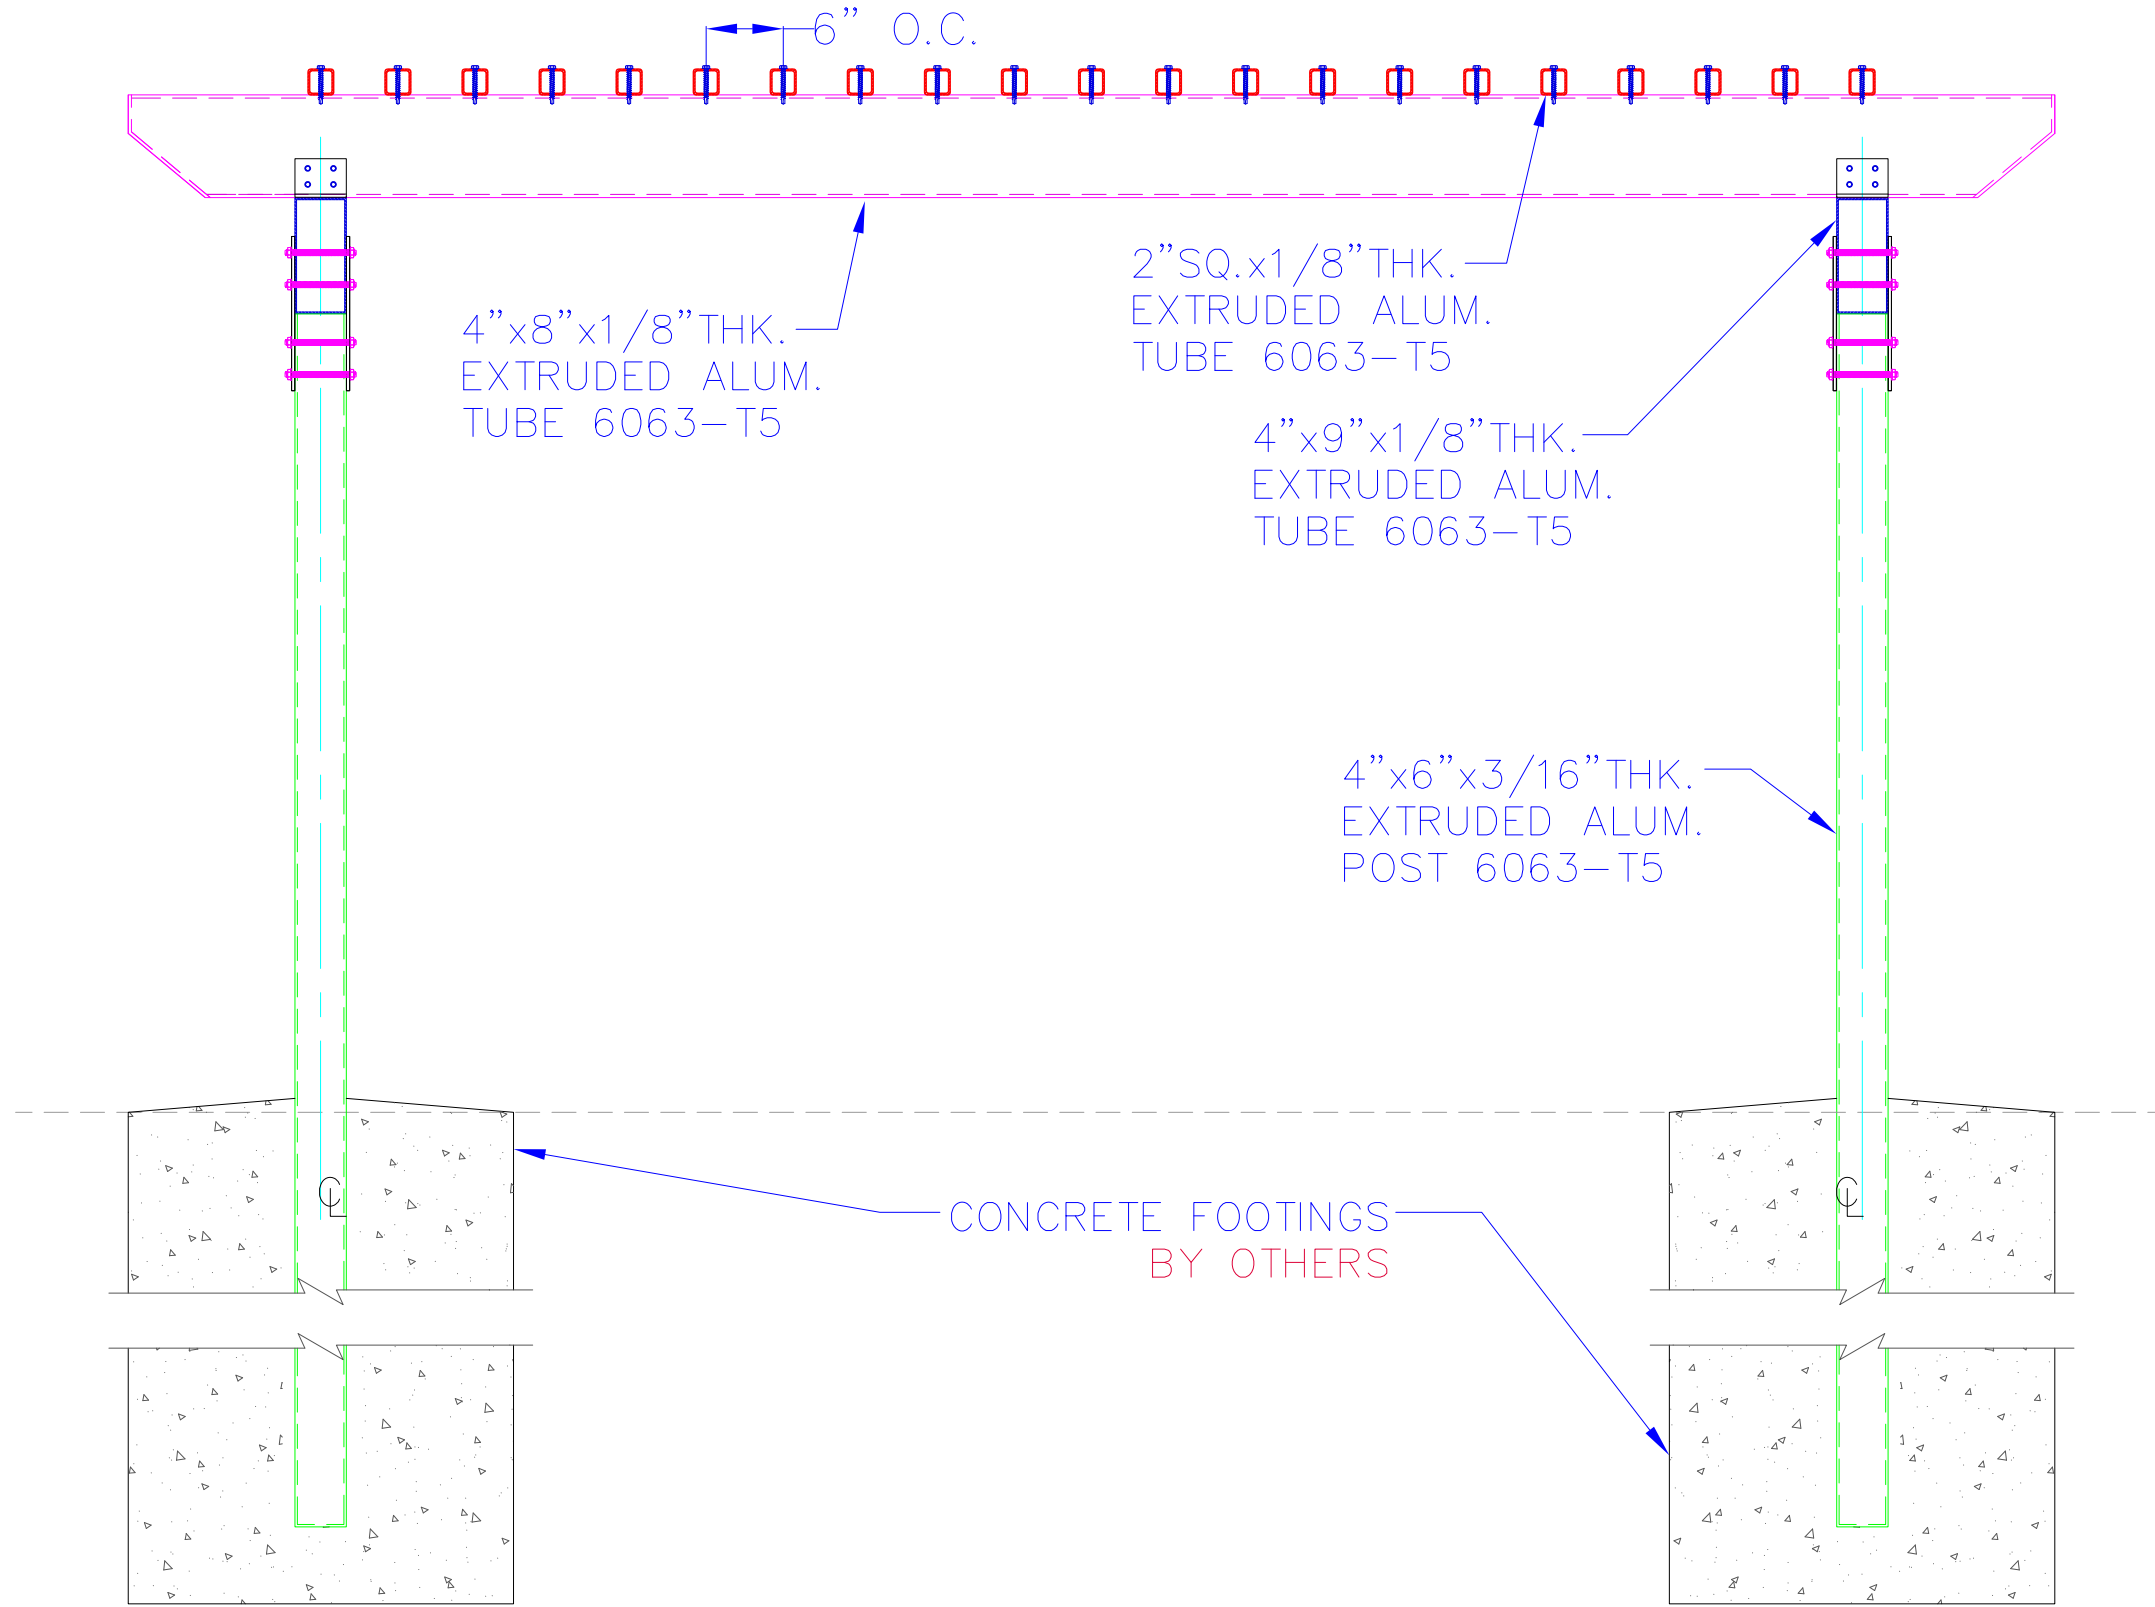 6” O.C.
2”SQ.x1/8”THK.
EXTRUDED ALUM.
TUBE 6063-T5
4”x8”x1/8”THK.
EXTRUDED ALUM.
TUBE 6063-T5
4”x9”x1/8”THK.
EXTRUDED ALUM.
TUBE 6063-T5
4”x6”x3/16”THK.
EXTRUDED ALUM.
POST 6063-T5
CL
CL
CONCRETE FOOTINGS
BY OTHERS